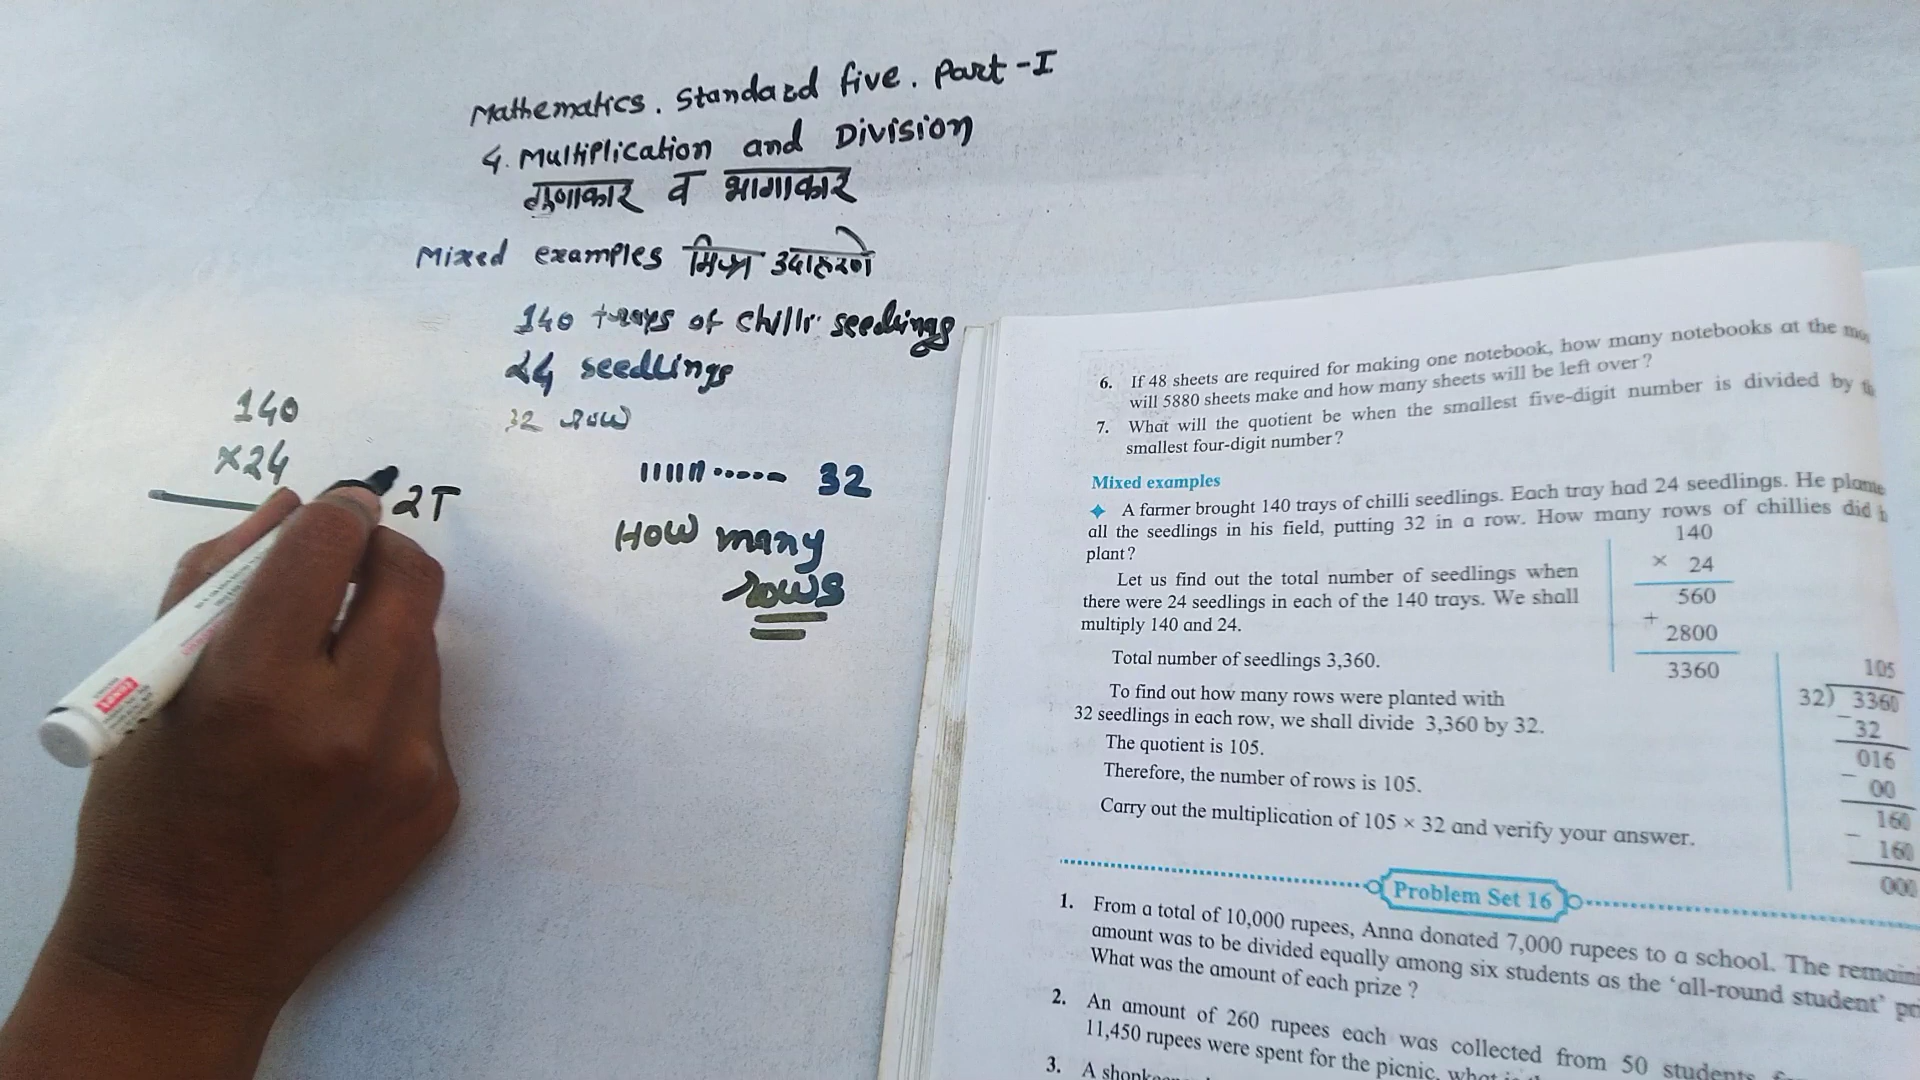 Mathematics. Standard five. Part-I
4. Multiplication and Division
गुणाकार व भागाकार
Mixed examples मिश्र उदाहरणे
140 trays of chilli seedlings
24 seedlings
32 row
140
×24
2T
32
How many
rows
6. If 48 sheets are required for making one notebook, how many notebooks at the
will 5880 sheets make and how many sheets will be left over?
7. What will the quotient be when the smallest five-digit number is divided by
smallest four-digit number?
Mixed examples
A farmer brought 140 trays of chilli seedlings. Each tray had 24 seedlings. He
all the seedlings in his field, putting 32 in a row. How many rows of chillies did
plant?
Let us find out the total number of seedlings when
there were 24 seedlings in each of the 140 trays. We shall
multiply 140 and 24.
Total number of seedlings 3,360.
To find out how many rows were planted with
32 seedlings in each row, we shall divide 3,360 by 32.
The quotient is 105.
Therefore, the number of rows is 105.
Carry out the multiplication of 105 × 32 and verify your answer.
140
× 24
560
+
2800
3360
105
32) 3360
− 32
016
− 00
160
− 160
000
Problem Set 16
1. From a total of 10,000 rupees, Anna donated 7,000 rupees to a school. The
amount was to be divided equally among six students as the ‘all-round student’
What was the amount of each prize ?
2. An amount of 260 rupees each was collected from 50 students
11,450 rupees were spent for the picnic, what
3. A